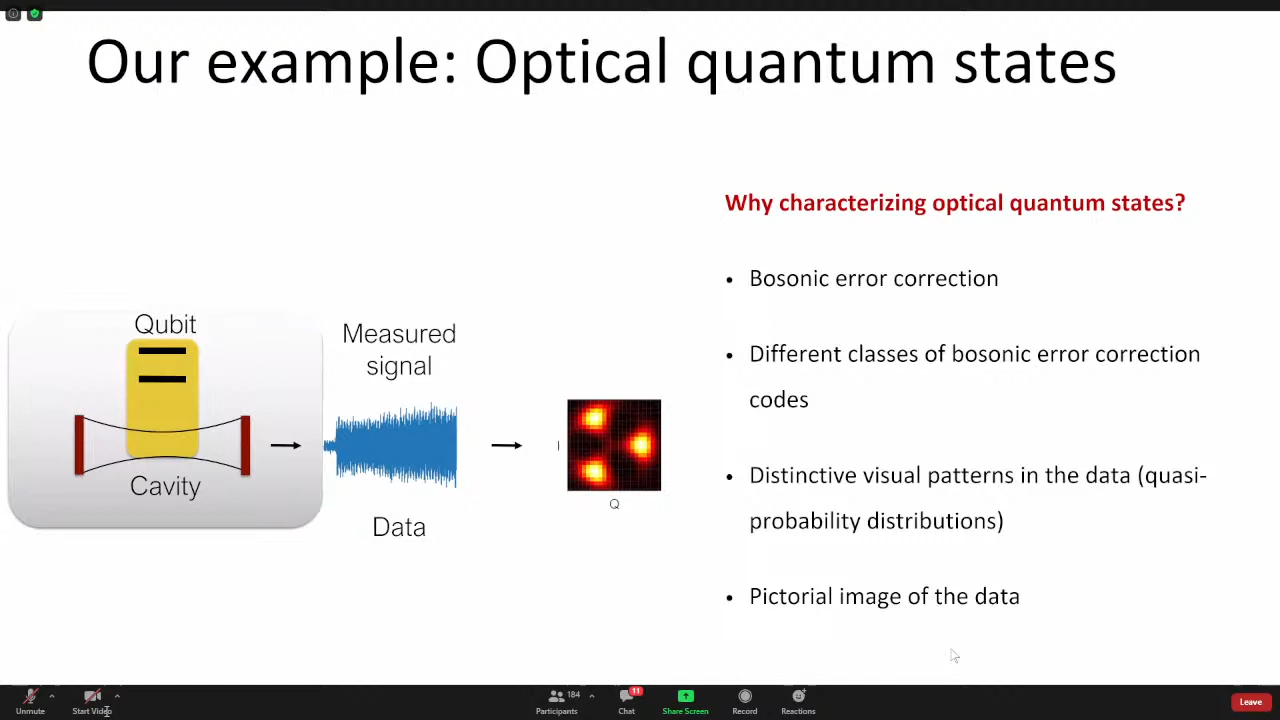 Our example: Optical quantum states
Why characterizing optical quantum states?
• Bosonic error correction
• Different classes of bosonic error correction
codes
• Distinctive visual patterns in the data (quasi-
probability distributions)
• Pictorial image of the data
Qubit
Cavity
Measured
signal
Data
Q
Unmute
Start Video
184
Participants
11
Chat
Share Screen
Record
Reactions
Leave